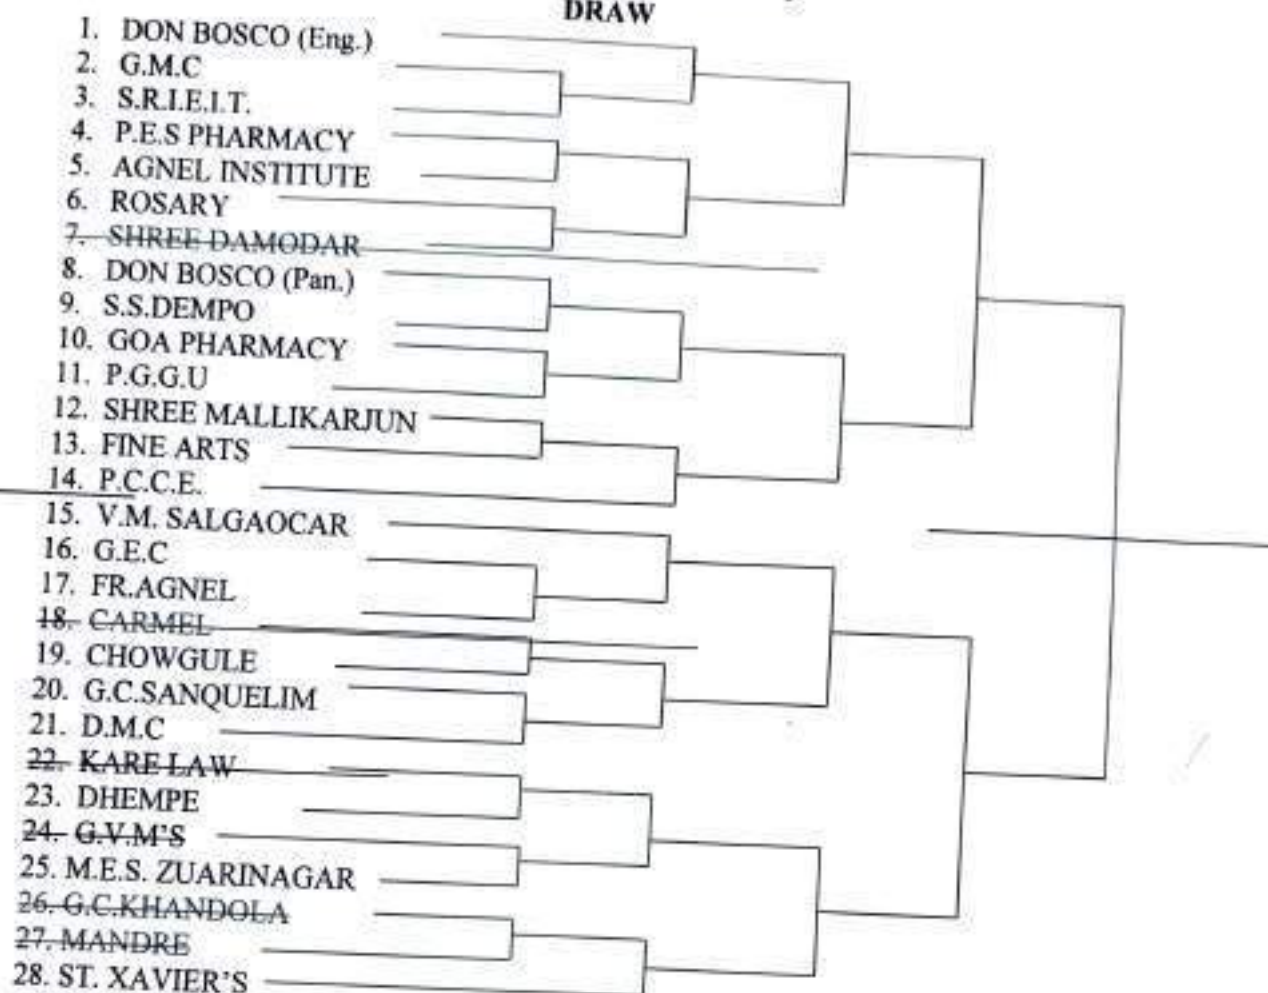 DRAW
1. DON BOSCO (Eng.)
2. G.M.C
3. S.R.I.E.I.T.
4. P.E.S PHARMACY
5. AGNEL INSTITUTE
6. ROSARY
7. SHREE DAMODAR
8. DON BOSCO (Pan.)
9. S.S.DEMPO
10. GOA PHARMACY
11. P.G.G.U
12. SHREE MALLIKARJUN
13. FINE ARTS
14. P.C.C.E.
15. V.M. SALGAOCAR
16. G.E.C
17. FR.AGNEL
18. CARMEL
19. CHOWGULE
20. G.C.SANQUELIM
21. D.M.C
22. KARE LAW
23. DHEMPE
24. G.V.M'S
25. M.E.S. ZUARINAGAR
26. G.C.KHANDOLA
27. MANDRE
28. ST. XAVIER'S